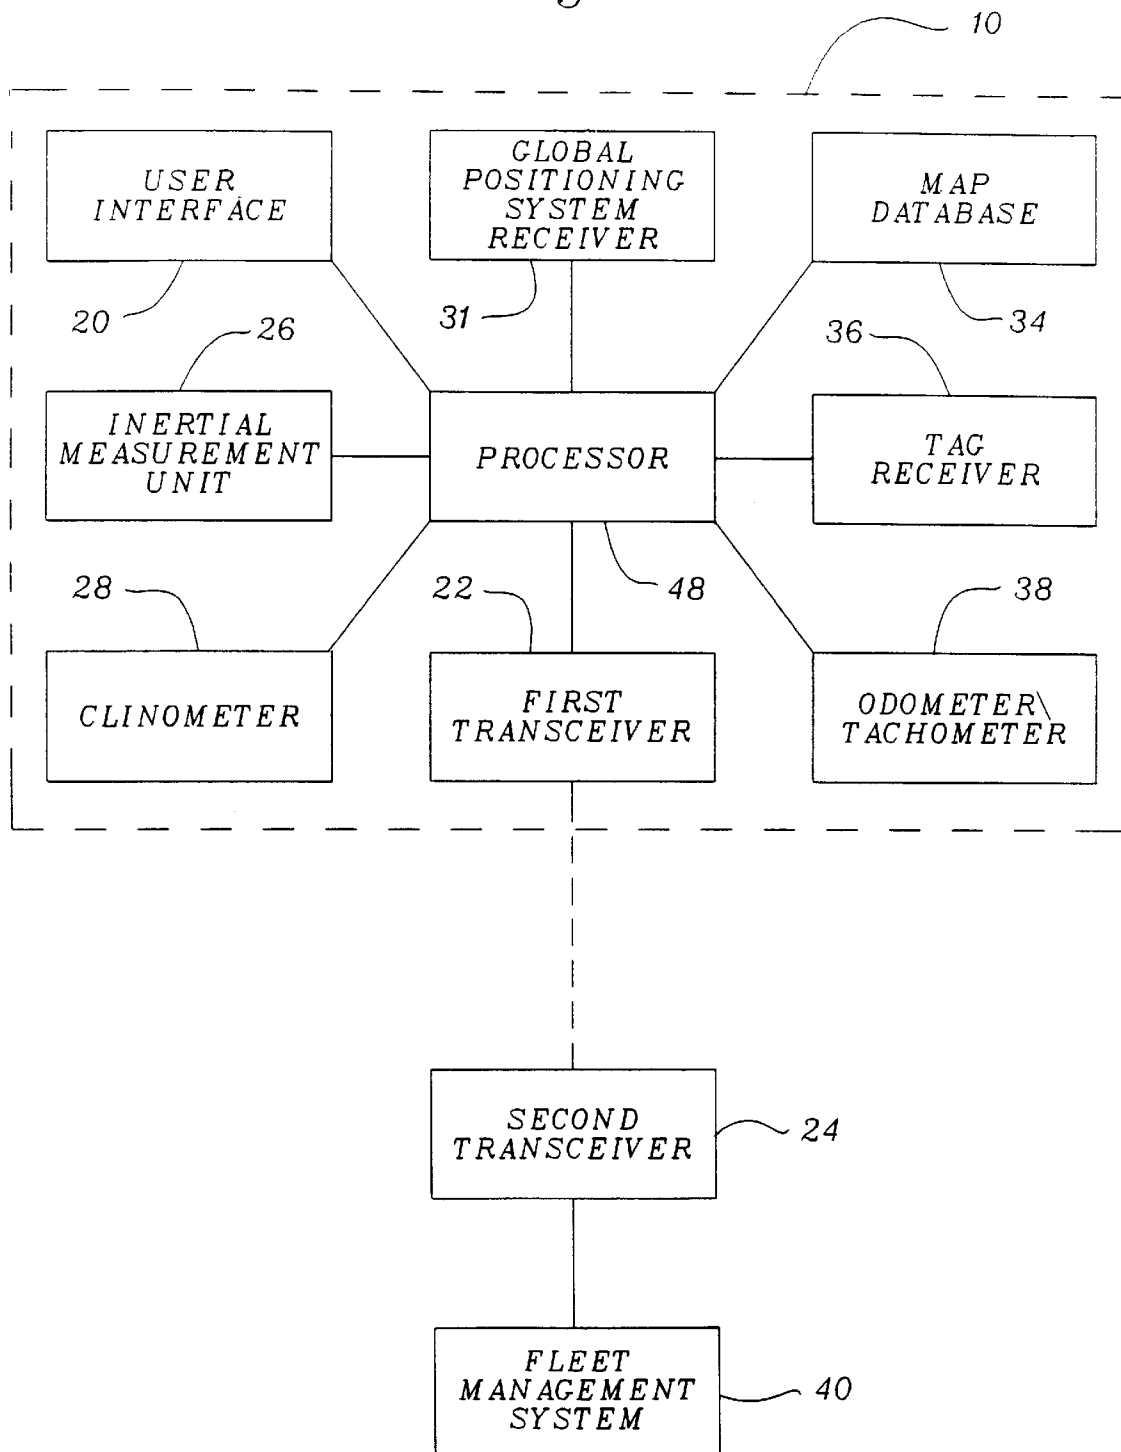 10
USER
INTERFACE
GLOBAL
POSITIONING
SYSTEM
RECEIVER
MAP
DATABASE
20
31
34
26
36
INERTIAL
MEASUREMENT
UNIT
PROCESSOR
TAG
RECEIVER
28
22
48
38
CLINOMETER
FIRST
TRANSCEIVER
ODOMETER\
TACHOMETER
SECOND
TRANSCEIVER
24
FLEET
MANAGEMENT
SYSTEM
40